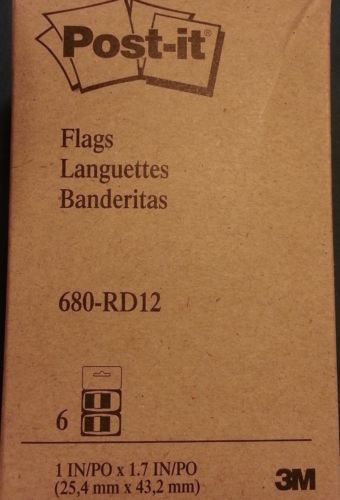 Post-it®
Flags
Languettes
Banderitas
680-RD12
6
1 IN/PO x 1.7 IN/PO
(25,4 mm x 43,2 mm)
3M